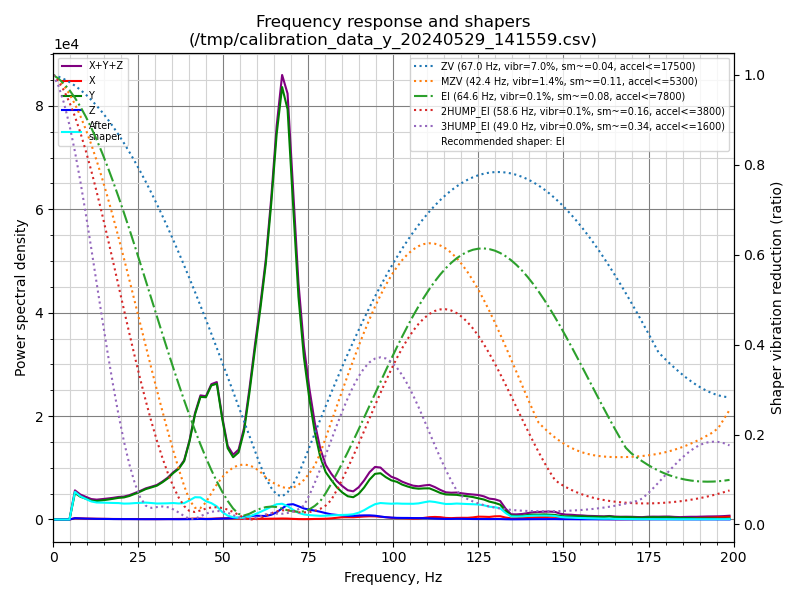 Frequency response and shapers
(/tmp/calibration_data_y_20240529_141559.csv)
1e4
X+Y+Z
X
Y
Z
After
shaper
ZV (67.0 Hz, vibr=7.0%, sm~=0.04, accel<=17500)
MZV (42.4 Hz, vibr=1.4%, sm~=0.11, accel<=5300)
EI (64.6 Hz, vibr=0.1%, sm~=0.08, accel<=7800)
2HUMP_EI (58.6 Hz, vibr=0.1%, sm~=0.16, accel<=3800)
3HUMP_EI (49.0 Hz, vibr=0.0%, sm~=0.34, accel<=1600)
Recommended shaper: EI
Power spectral density
8
6
4
2
0
Shaper vibration reduction (ratio)
1.0
0.8
0.6
0.4
0.2
0.0
0 25 50 75 100 125 150 175 200
Frequency, Hz